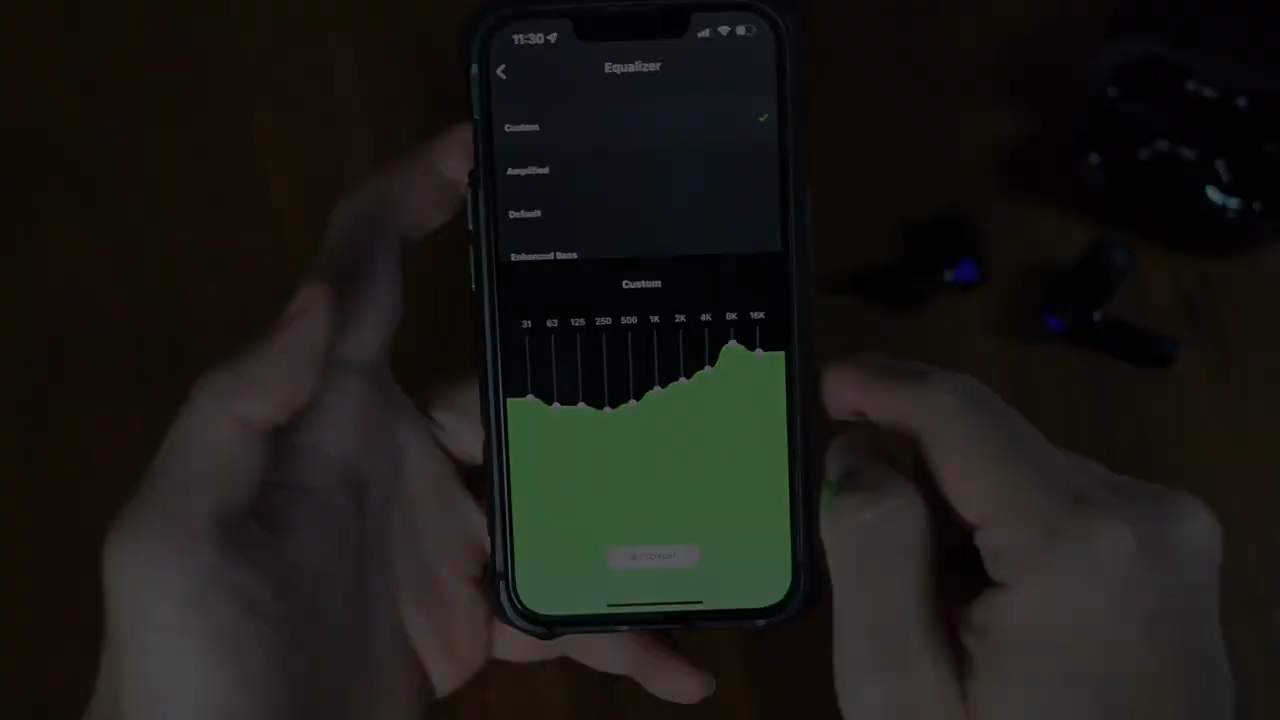 11:30
Equalizer
Custom
Amplified
Default
Enhanced Bass
Custom
31 63 125 250 500 1K 2K 4K 8K 16K